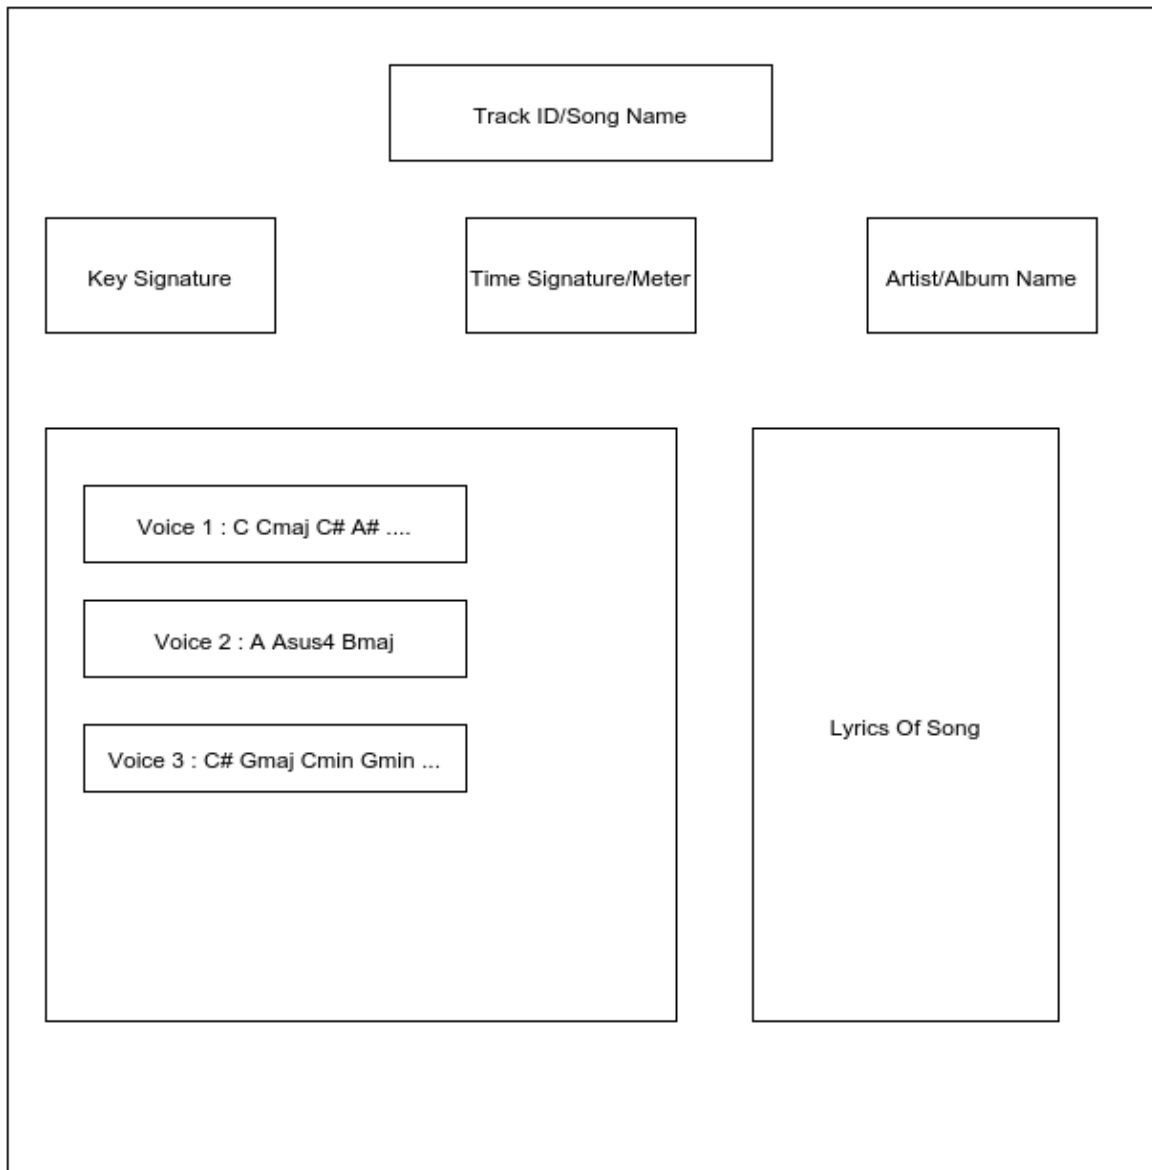 Track ID/Song Name
Key Signature
Time Signature/Meter
Artist/Album Name
Voice 1 : C Cmaj C# A# ....
Voice 2 : A Asus4 Bmaj
Voice 3 : C# Gmaj Cmin Gmin ...
Lyrics Of Song